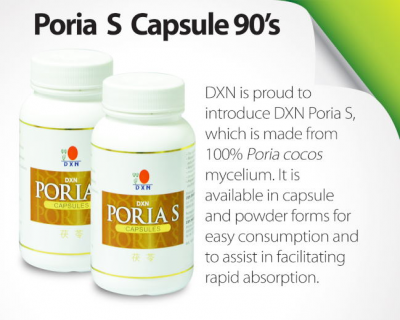 Poria S Capsule 90's
DXN is proud to
introduce DXN Poria S,
which is made from
100% Poria cocos
mycelium. It is
available in capsule
and powder forms for
easy consumption and
to assist in facilitating
rapid absorption.
DXN
DXN
PORIA S
CAPSULES
DXN
DXN
PORIA S
CAPSULES
茯苓